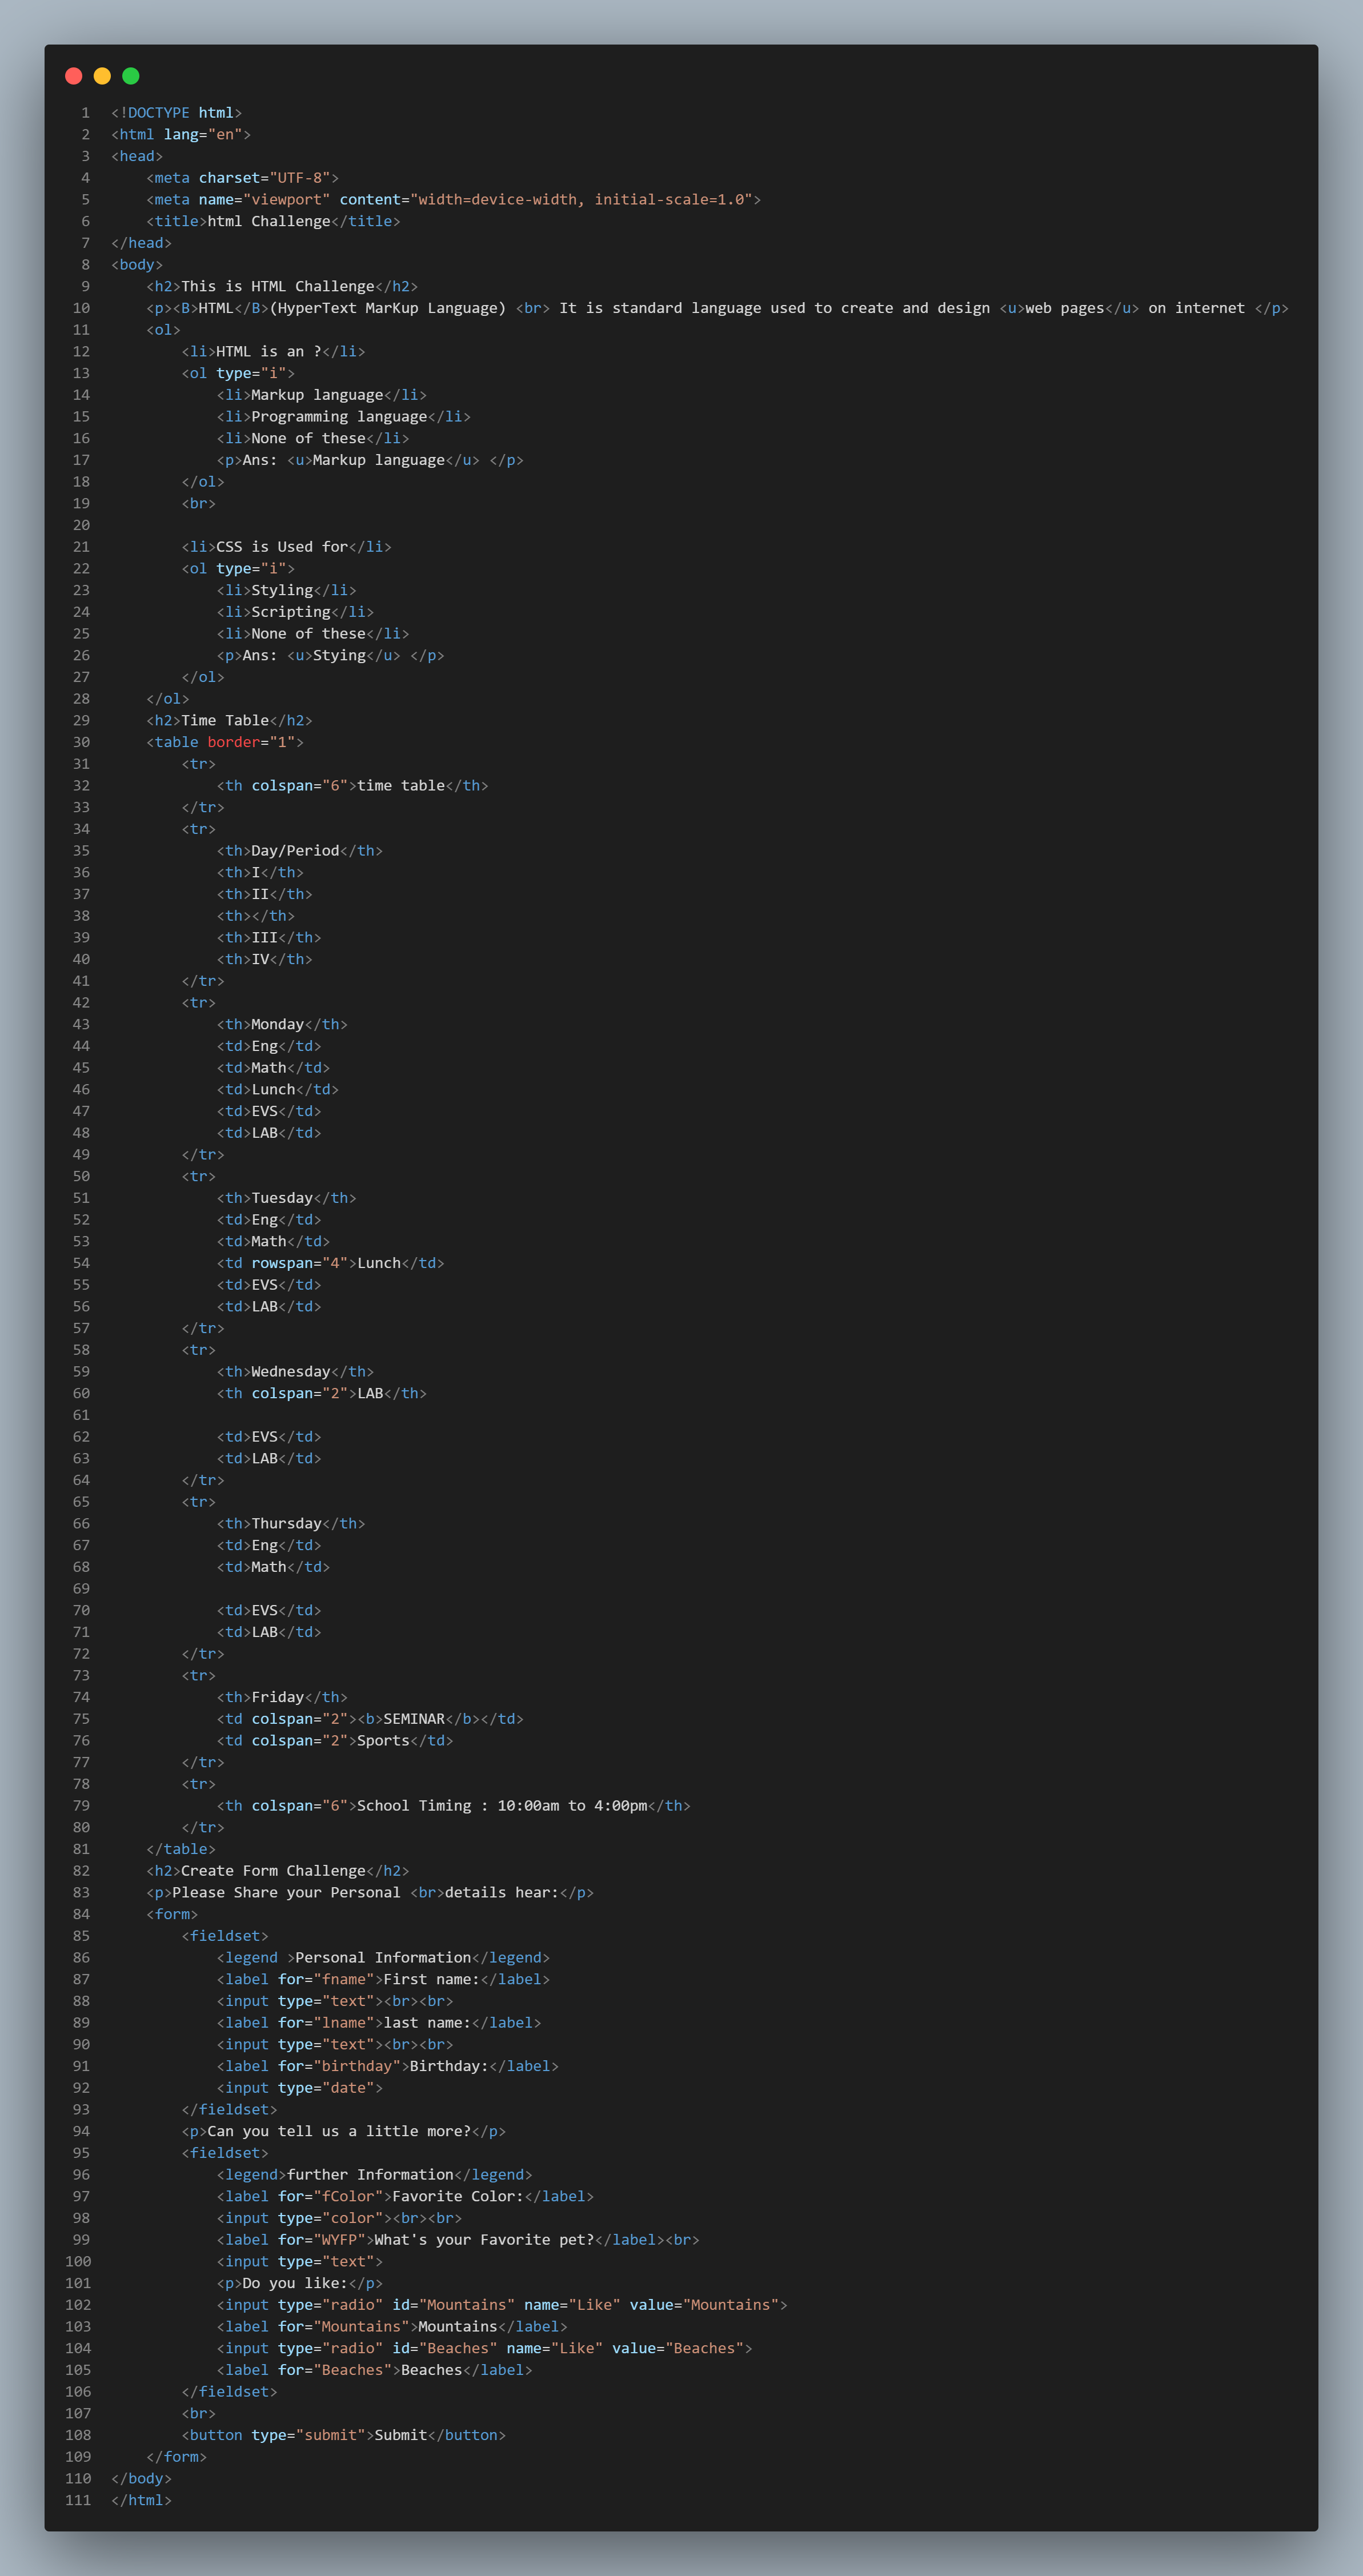 1 <!DOCTYPE html>
2 <html lang="en">
3 <head>
4     <meta charset="UTF-8">
5     <meta name="viewport" content="width=device-width, initial-scale=1.0">
6     <title>html Challenge</title>
7 </head>
8 <body>
9     <h2>This is HTML Challenge</h2>
10     <p><B>HTML</B>(HyperText MarKup Language) <br> It is standard language used to create and design <u>web pages</u> on internet </p>
11     <ol>
12         <li>HTML is an ?</li>
13         <ol type="i">
14             <li>Markup language</li>
15             <li>Programming language</li>
16             <li>None of these</li>
17             <p>Ans: <u>Markup language</u> </p>
18         </ol>
19         <br>
20
21         <li>CSS is Used for</li>
22         <ol type="i">
23             <li>Styling</li>
24             <li>Scripting</li>
25             <li>None of these</li>
26             <p>Ans: <u>Stying</u> </p>
27         </ol>
28     </ol>
29     <h2>Time Table</h2>
30     <table border="1">
31         <tr>
32             <th colspan="6">time table</th>
33         </tr>
34         <tr>
35             <th>Day/Period</th>
36             <th>I</th>
37             <th>II</th>
38             <th></th>
39             <th>III</th>
40             <th>IV</th>
41         </tr>
42         <tr>
43             <th>Monday</th>
44             <td>Eng</td>
45             <td>Math</td>
46             <td>Lunch</td>
47             <td>EVS</td>
48             <td>LAB</td>
49         </tr>
50         <tr>
51             <th>Tuesday</th>
52             <td>Eng</td>
53             <td>Math</td>
54             <td rowspan="4">Lunch</td>
55             <td>EVS</td>
56             <td>LAB</td>
57         </tr>
58         <tr>
59             <th>Wednesday</th>
60             <th colspan="2">LAB</th>
61
62             <td>EVS</td>
63             <td>LAB</td>
64         </tr>
65         <tr>
66             <th>Thursday</th>
67             <td>Eng</td>
68             <td>Math</td>
69
70             <td>EVS</td>
71             <td>LAB</td>
72         </tr>
73         <tr>
74             <th>Friday</th>
75             <td colspan="2"><b>SEMINAR</b></td>
76             <td colspan="2">Sports</td>
77         </tr>
78         <tr>
79             <th colspan="6">School Timing : 10:00am to 4:00pm</th>
80         </tr>
81     </table>
82     <h2>Create Form Challenge</h2>
83     <p>Please Share your Personal <br>details hear:</p>
84     <form>
85         <fieldset>
86             <legend >Personal Information</legend>
87             <label for="fname">First name:</label>
88             <input type="text"><br><br>
89             <label for="lname">last name:</label>
90             <input type="text"><br><br>
91             <label for="birthday">Birthday:</label>
92             <input type="date">
93         </fieldset>
94         <p>Can you tell us a little more?</p>
95         <fieldset>
96             <legend>further Information</legend>
97             <label for="fColor">Favorite Color:</label>
98             <input type="color"><br><br>
99             <label for="WYFP">What's your Favorite pet?</label><br>
100             <input type="text">
101             <p>Do you like:</p>
102             <input type="radio" id="Mountains" name="Like" value="Mountains">
103             <label for="Mountains">Mountains</label>
104             <input type="radio" id="Beaches" name="Like" value="Beaches">
105             <label for="Beaches">Beaches</label>
106         </fieldset>
107         <br>
108         <button type="submit">Submit</button>
109     </form>
110 </body>
111 </html>